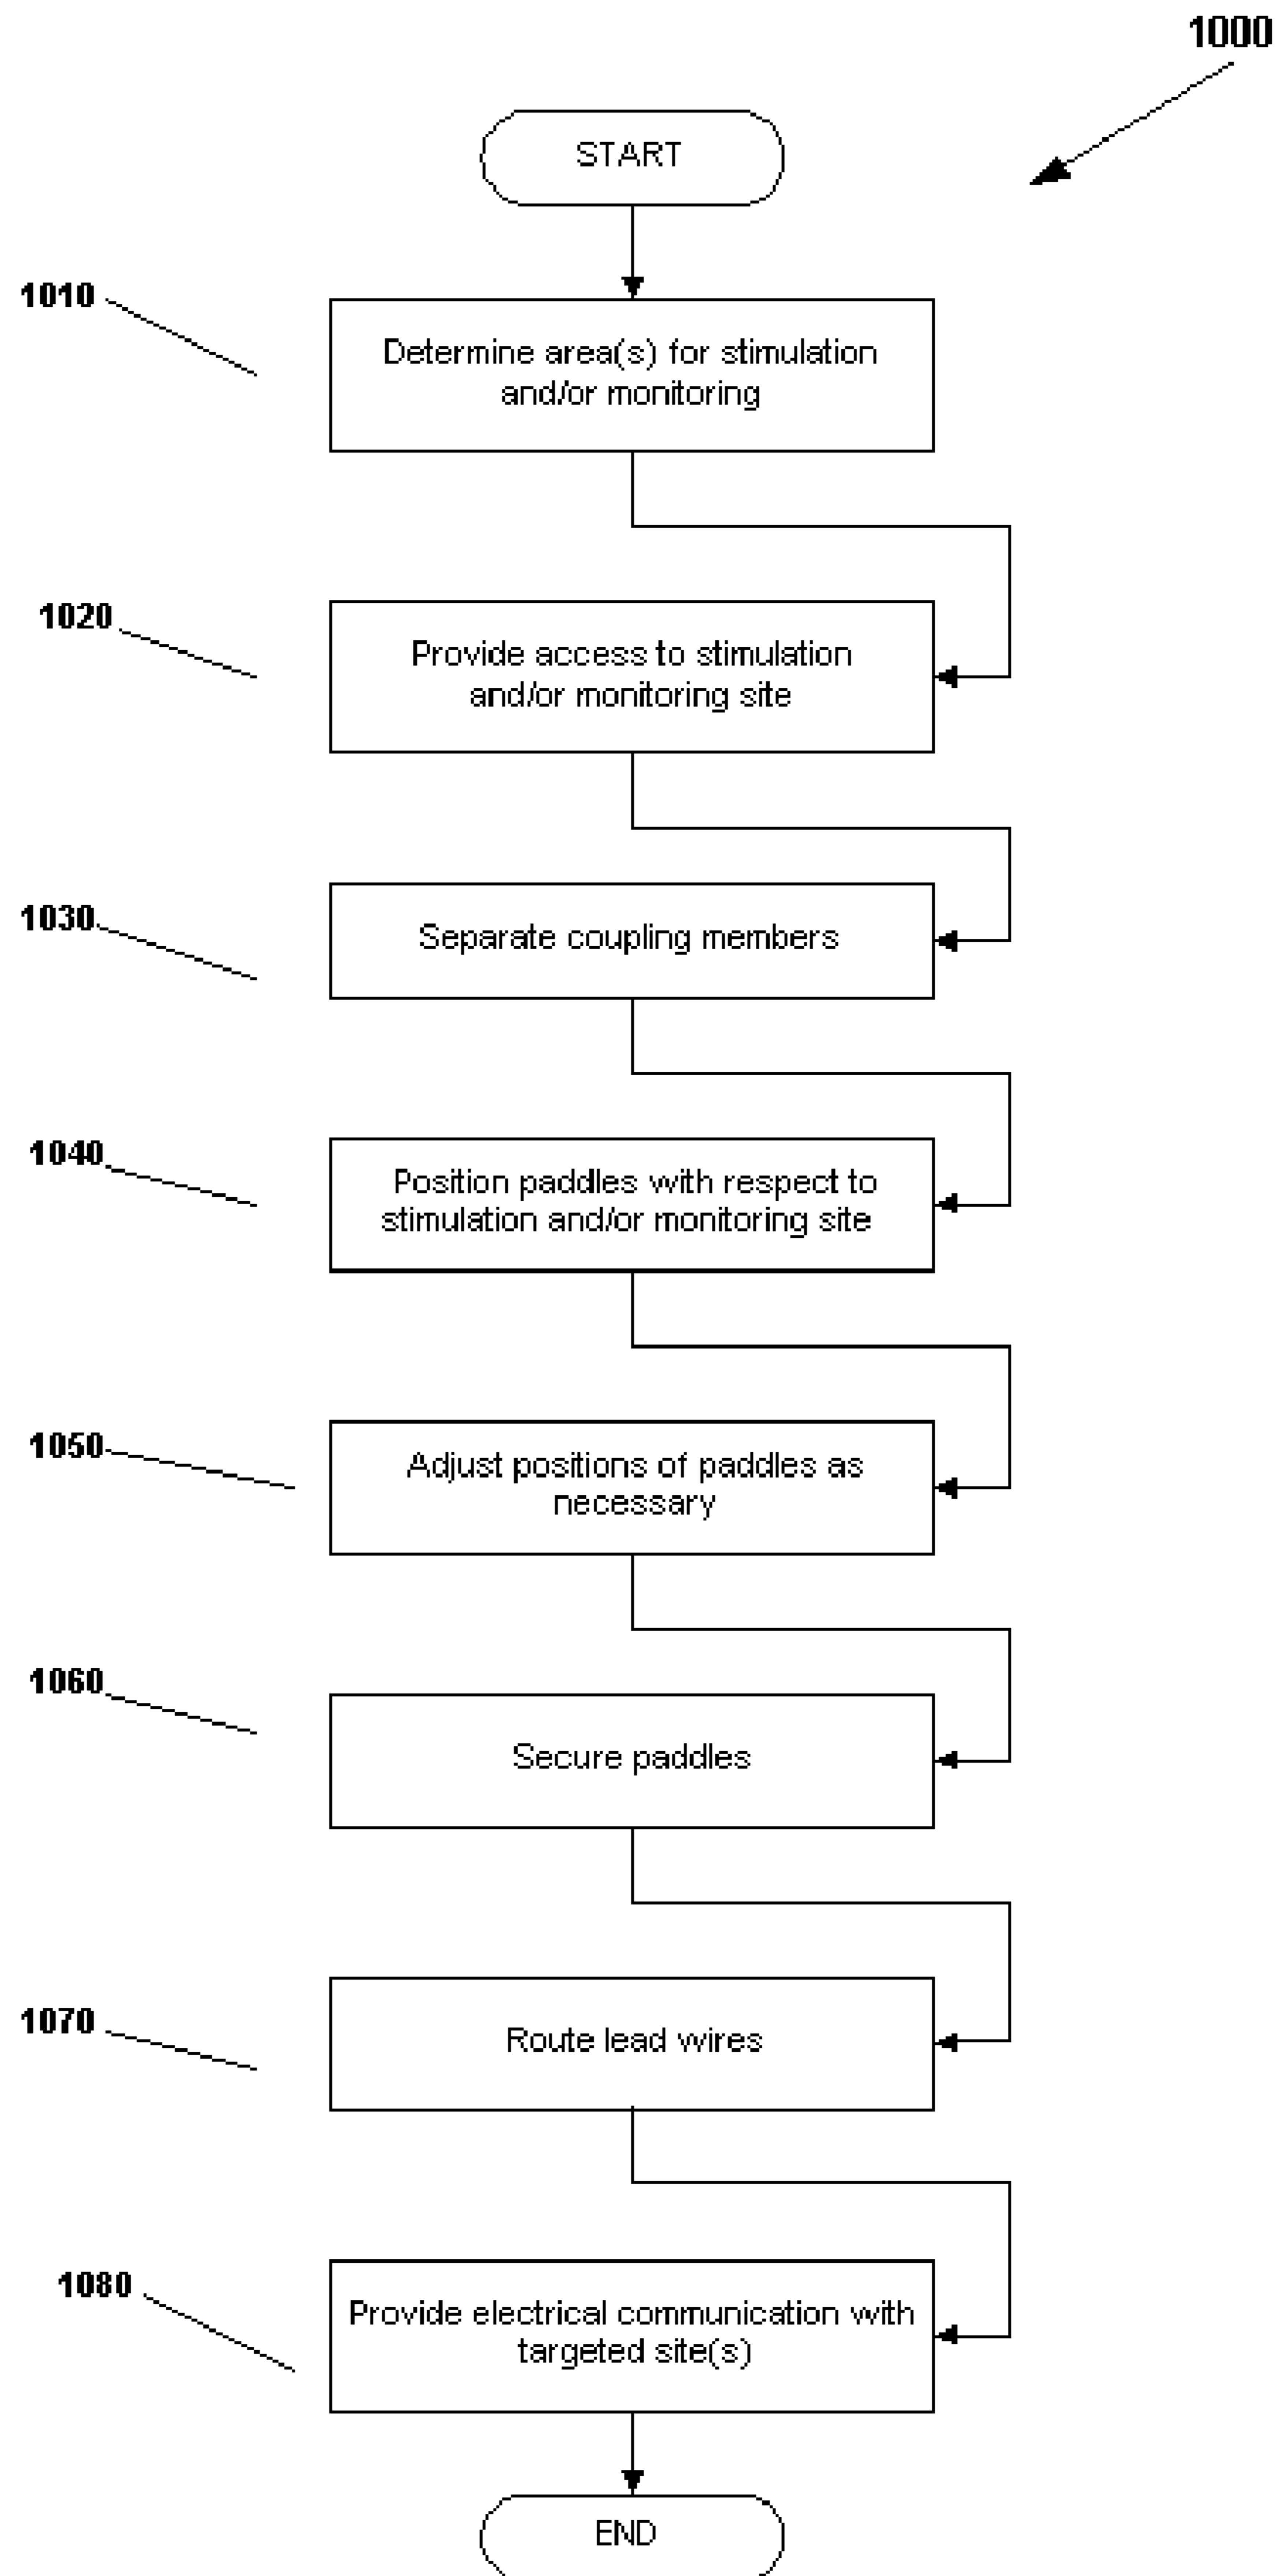 1000
START
1010
Determine area(s) for stimulation
and/or monitoring
1020
Provide access to stimulation
and/or monitoring site
1030
Separate coupling members
1040
Position paddles with respect to
stimulation and/or monitoring site
1050
Adjust positions of paddles as
necessary
1060
Secure paddles
1070
Route lead wires
1080
Provide electrical communication with
targeted site(s)
END